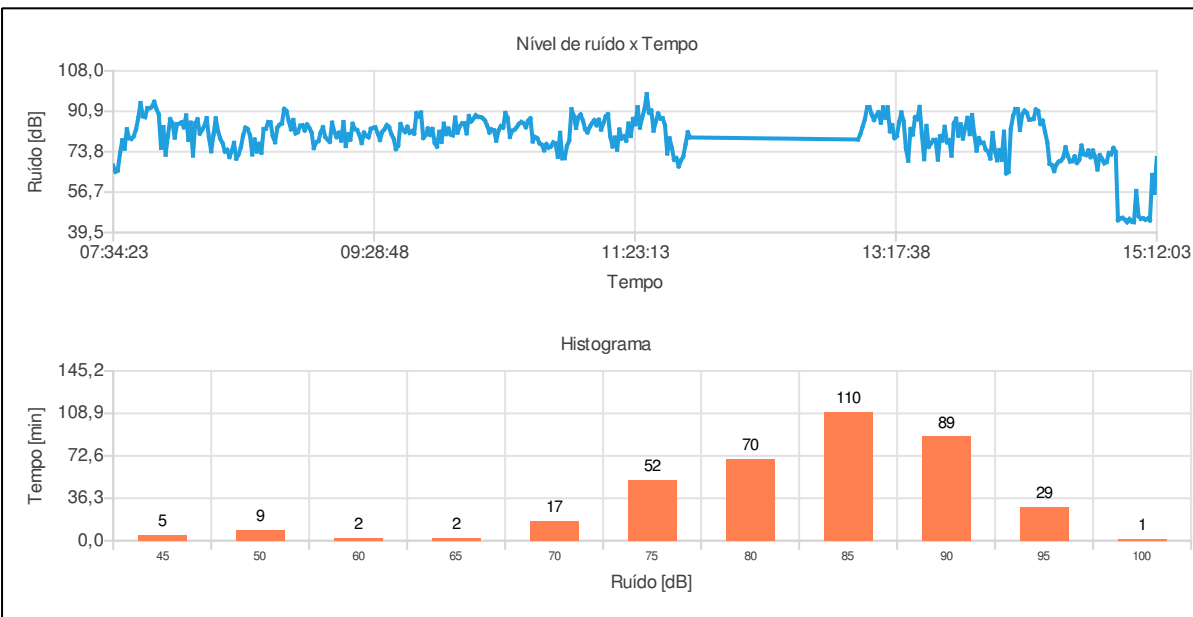 Nível de ruído x Tempo
108,0
90,9
73,8
56,7
39,5
Ruído [dB]
07:34:23 09:28:48 11:23:13 13:17:38 15:12:03
Tempo
Histograma
145,2
108,9
72,6
36,3
0,0
Tempo [min]
5 9 2 2 17 52 70 110 89 29 1
45 50 60 65 70 75 80 85 90 95 100
Ruído [dB]